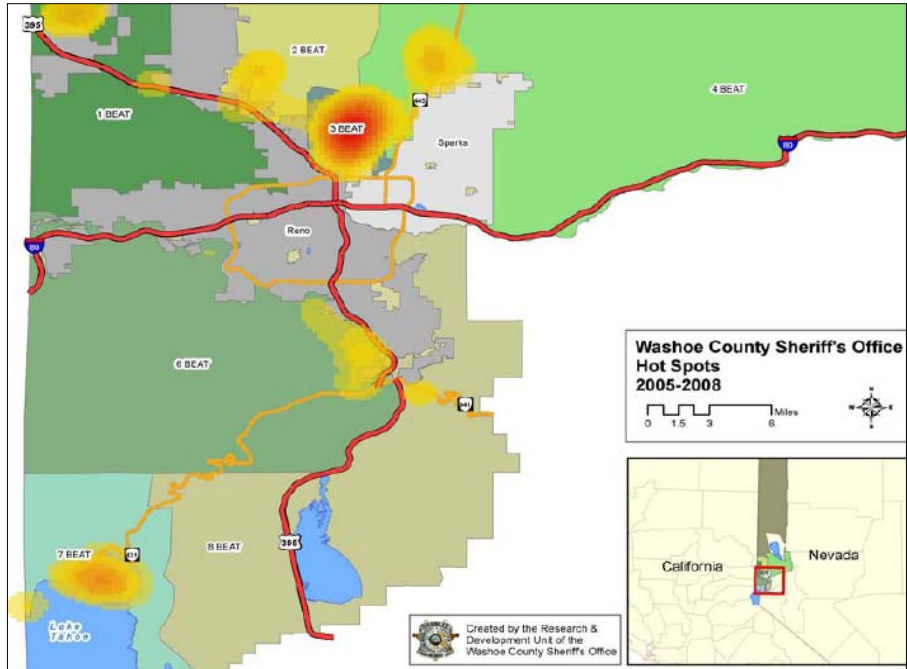 395
2 BEAT
4 BEAT
445
1 BEAT
3 BEAT
Sparks
80
Reno
80
Washoe County Sheriff's Office
Hot Spots
2005-2008
N
W E
S
Miles
0 1.5 3 6
6 BEAT
341
7 BEAT
431
8 BEAT
395
California
Nevada
Lake
Tahoe
Created by the Research &
Development Unit of the
Washoe County Sheriff's Office